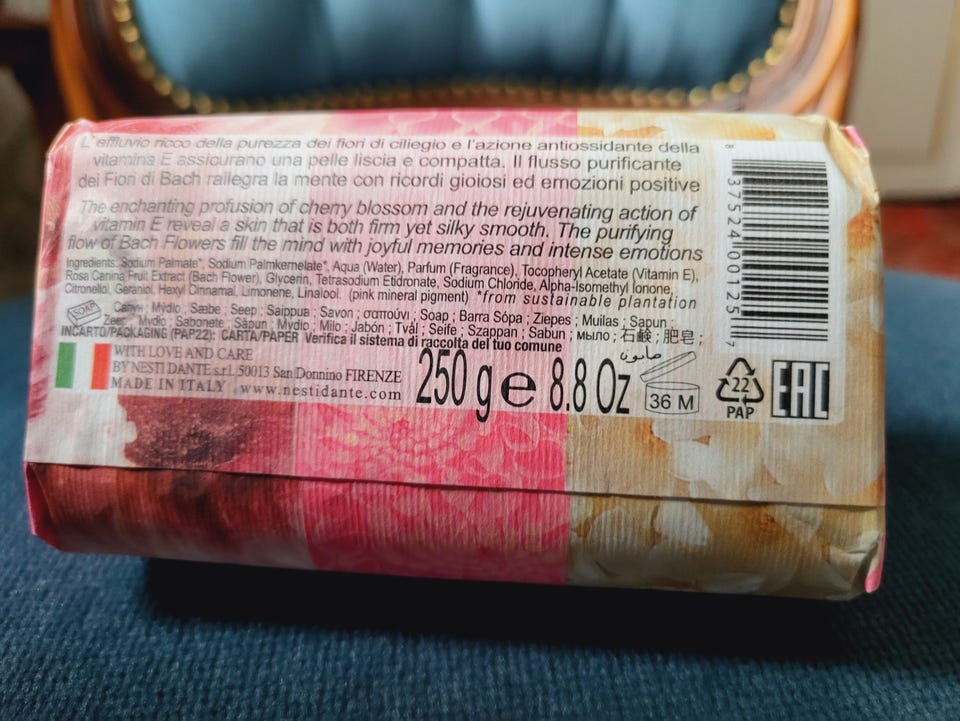 L'effluvio ricco della purezza dei fiori di ciliegio e l'azione antiossidante della
vitamina E assicurano una pelle liscia e compatta. Il flusso purificante
dei Fiori di Bach rallegra la mente con ricordi gioiosi ed emozioni positive
The enchanting profusion of cherry blossom and the rejuvenating action of
vitamin E reveal a skin that is both firm yet silky smooth. The purifying
flow of Bach Flowers fill the mind with joyful memories and intense emotions
Ingredients: Sodium Palmate*, Sodium Palmkernelate*, Aqua (Water), Parfum (Fragrance), Tocopheryl Acetate (Vitamin E),
Rosa Canina Fruit Extract (Bach Flower), Glycerin, Tetrasodium Etidronate, Sodium Chloride, Alpha-Isomethyl Ionone,
Citronellol, Geraniol, Hexyl Cinnamal, Limonene, Linalool. (pink mineral pigment) *from sustainable plantation
SOAP
Сапун ; Mýdlo ; Sæbe ; Seep ; Saippua ; Savon ; σαπούνι ; Soap ; Barra Sópa ; Ziepes ; Muilas ; Sapun ;
Mydło ; Sabonete ; Săpun ; Mydlo ; Milo ; Jabón ; Tvål ; Seife ; Szappan ; Sabun ; мыло ; 石鹸 ; 肥皂 ;
صابون
INCARTO/PACKAGING (PAP22): CARTA/PAPER Verifica il sistema di raccolta del tuo comune
WITH LOVE AND CARE
BY NESTI DANTE s.r.l. 50013 San Donnino FIRENZE
MADE IN ITALY www.nestidante.com
250 g e 8.8 Oz
36 M
22
PAP
EAC
8 37524 00125 7